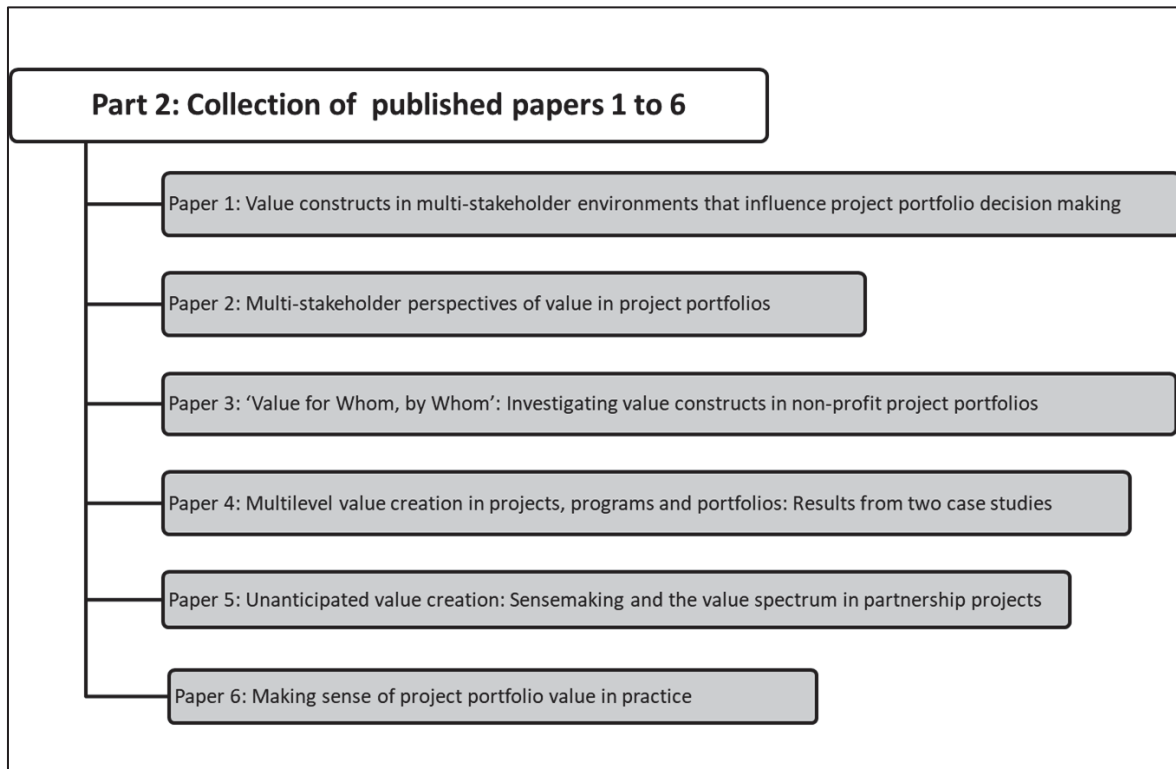 Part 2: Collection of published papers 1 to 6
Paper 1: Value constructs in multi-stakeholder environments that influence project portfolio decision making
Paper 2: Multi-stakeholder perspectives of value in project portfolios
Paper 3: ‘Value for Whom, by Whom’: Investigating value constructs in non-profit project portfolios
Paper 4: Multilevel value creation in projects, programs and portfolios: Results from two case studies
Paper 5: Unanticipated value creation: Sensemaking and the value spectrum in partnership projects
Paper 6: Making sense of project portfolio value in practice